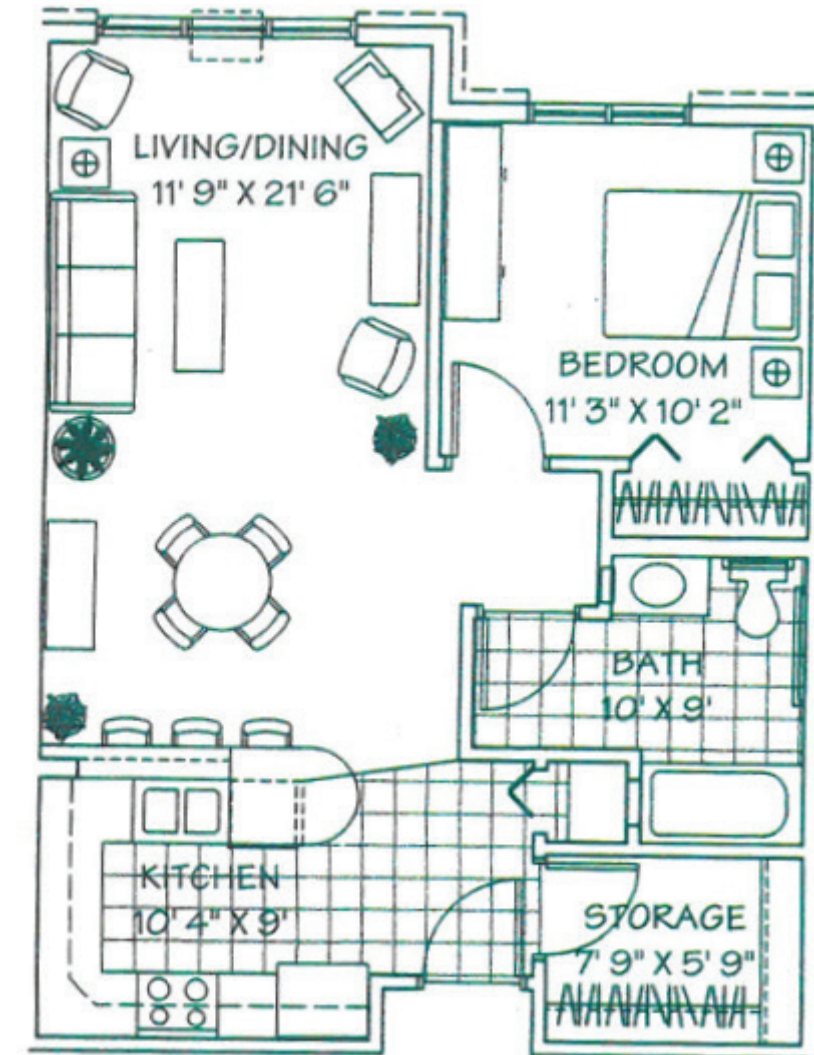 LIVING/DINING
11' 9" X 21' 6"
BEDROOM
11' 3" X 10' 2"
BATH
10' X 9'
KITCHEN
10' 4" X 9'
STORAGE
7' 9" X 5' 9"